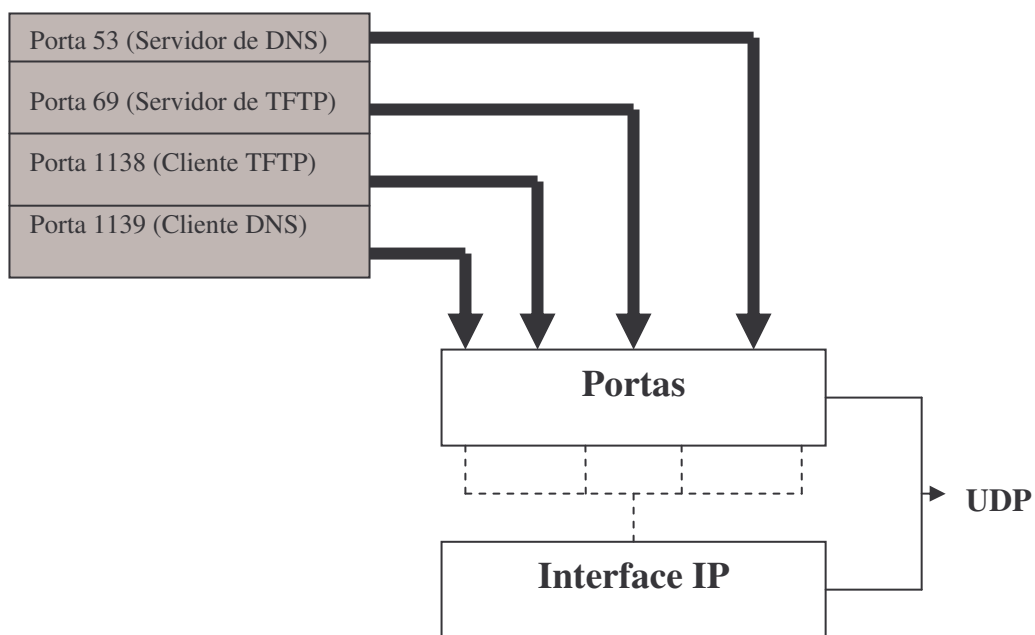 Porta 53 (Servidor de DNS)
Porta 69 (Servidor de TFTP)
Porta 1138 (Cliente TFTP)
Porta 1139 (Cliente DNS)
Portas
UDP
Interface IP